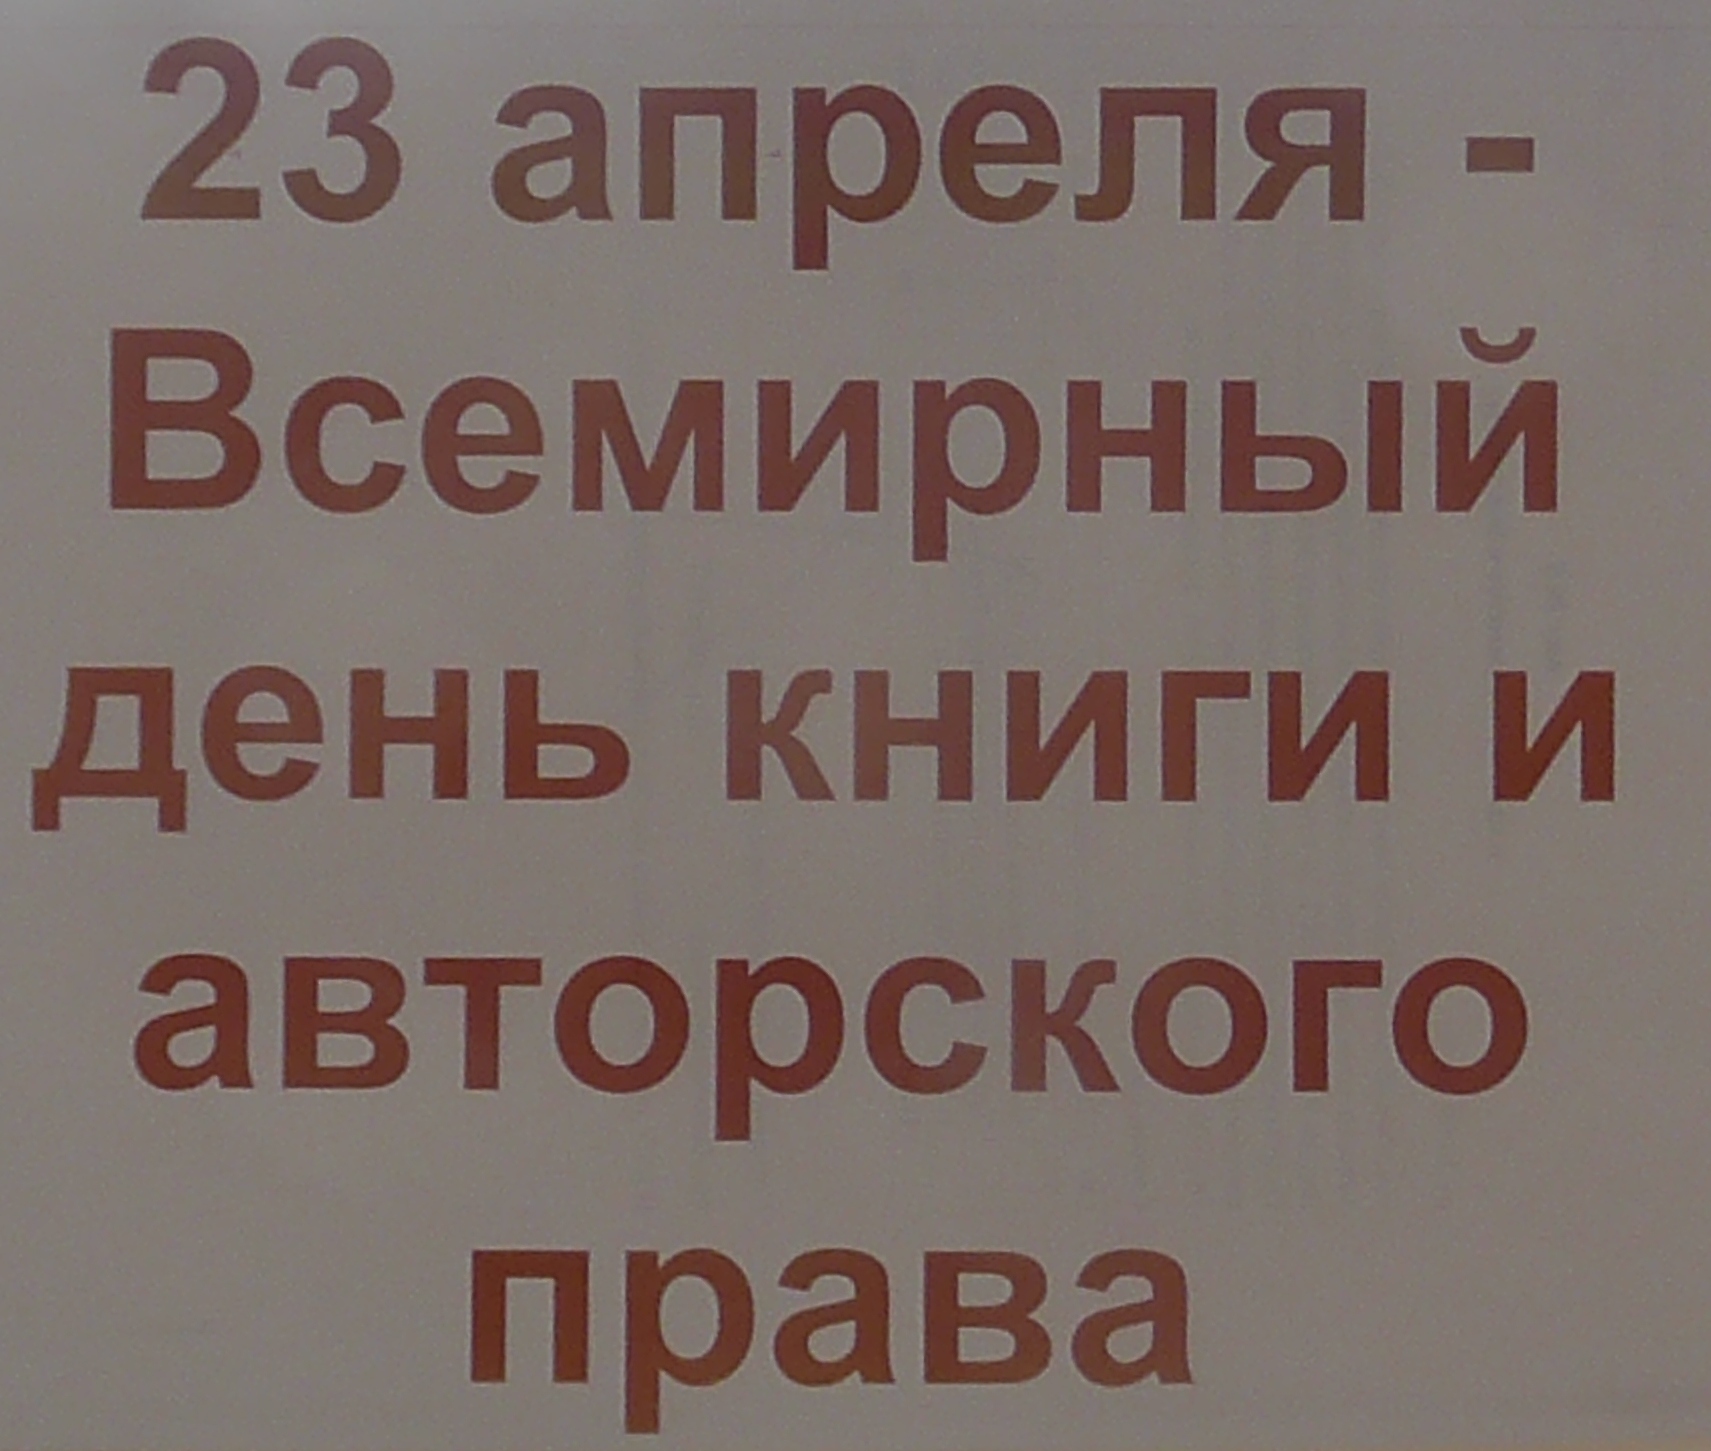 23 апреля -
Всемирный
день книги и
авторского
права